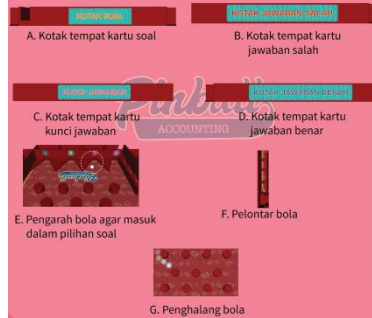 KOTAK SOAL
KOTAK JAWABAN SALAH
A. Kotak tempat kartu soal
B. Kotak tempat kartu
jawaban salah
KUNCI JAWABAN
KOTAK JAWABAN BENAR
Pinball
ACCOUNTING
C. Kotak tempat kartu
kunci jawaban
D. Kotak tempat kartu
jawaban benar
E. Pengarah bola agar masuk
dalam pilihan soal
F. Pelontar bola
G. Penghalang bola